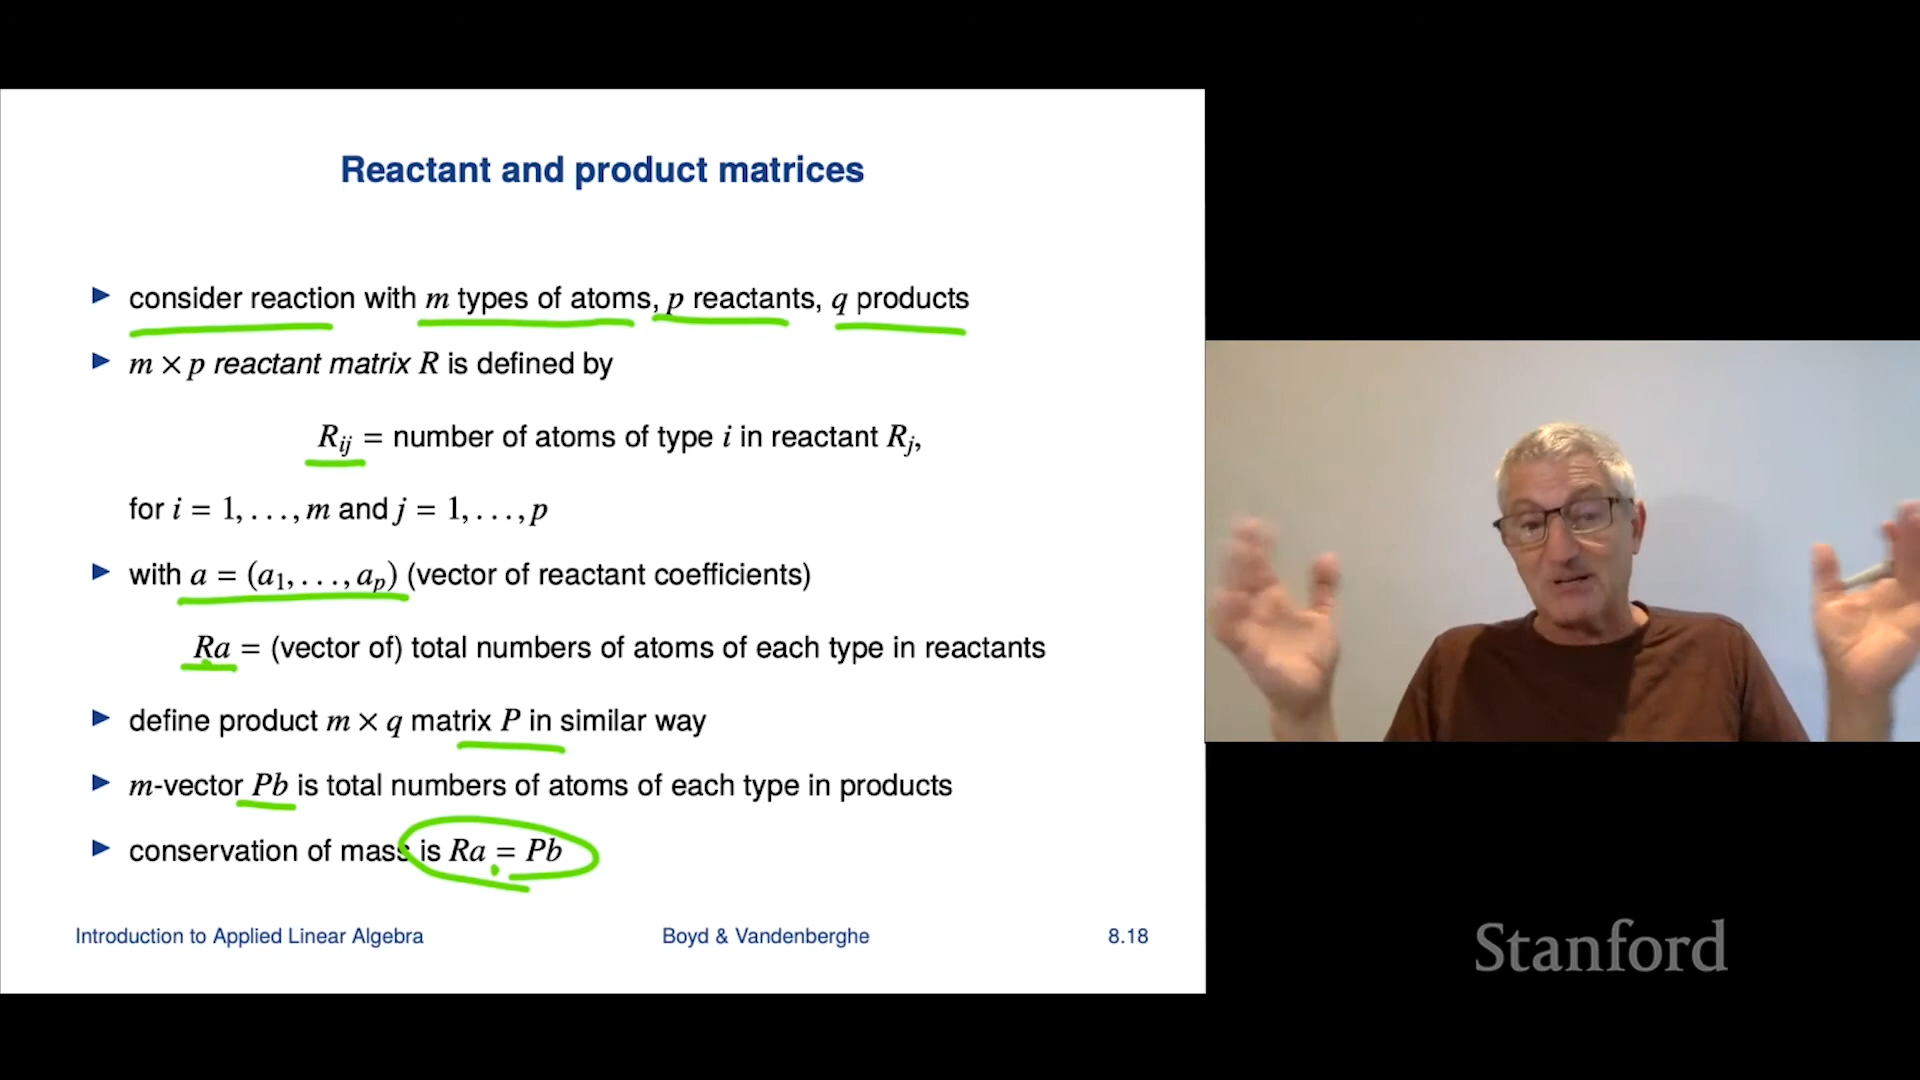 Reactant and product matrices
▶ consider reaction with m types of atoms, p reactants, q products
▶ m × p reactant matrix R is defined by
R_ij = number of atoms of type i in reactant R_j,
for i = 1, . . . , m and j = 1, . . . , p
▶ with a = (a_1, . . . , a_p) (vector of reactant coefficients)
Ra = (vector of) total numbers of atoms of each type in reactants
▶ define product m × q matrix P in similar way
▶ m-vector Pb is total numbers of atoms of each type in products
▶ conservation of mass is Ra = Pb
Introduction to Applied Linear Algebra Boyd & Vandenberghe 8.18
Stanford